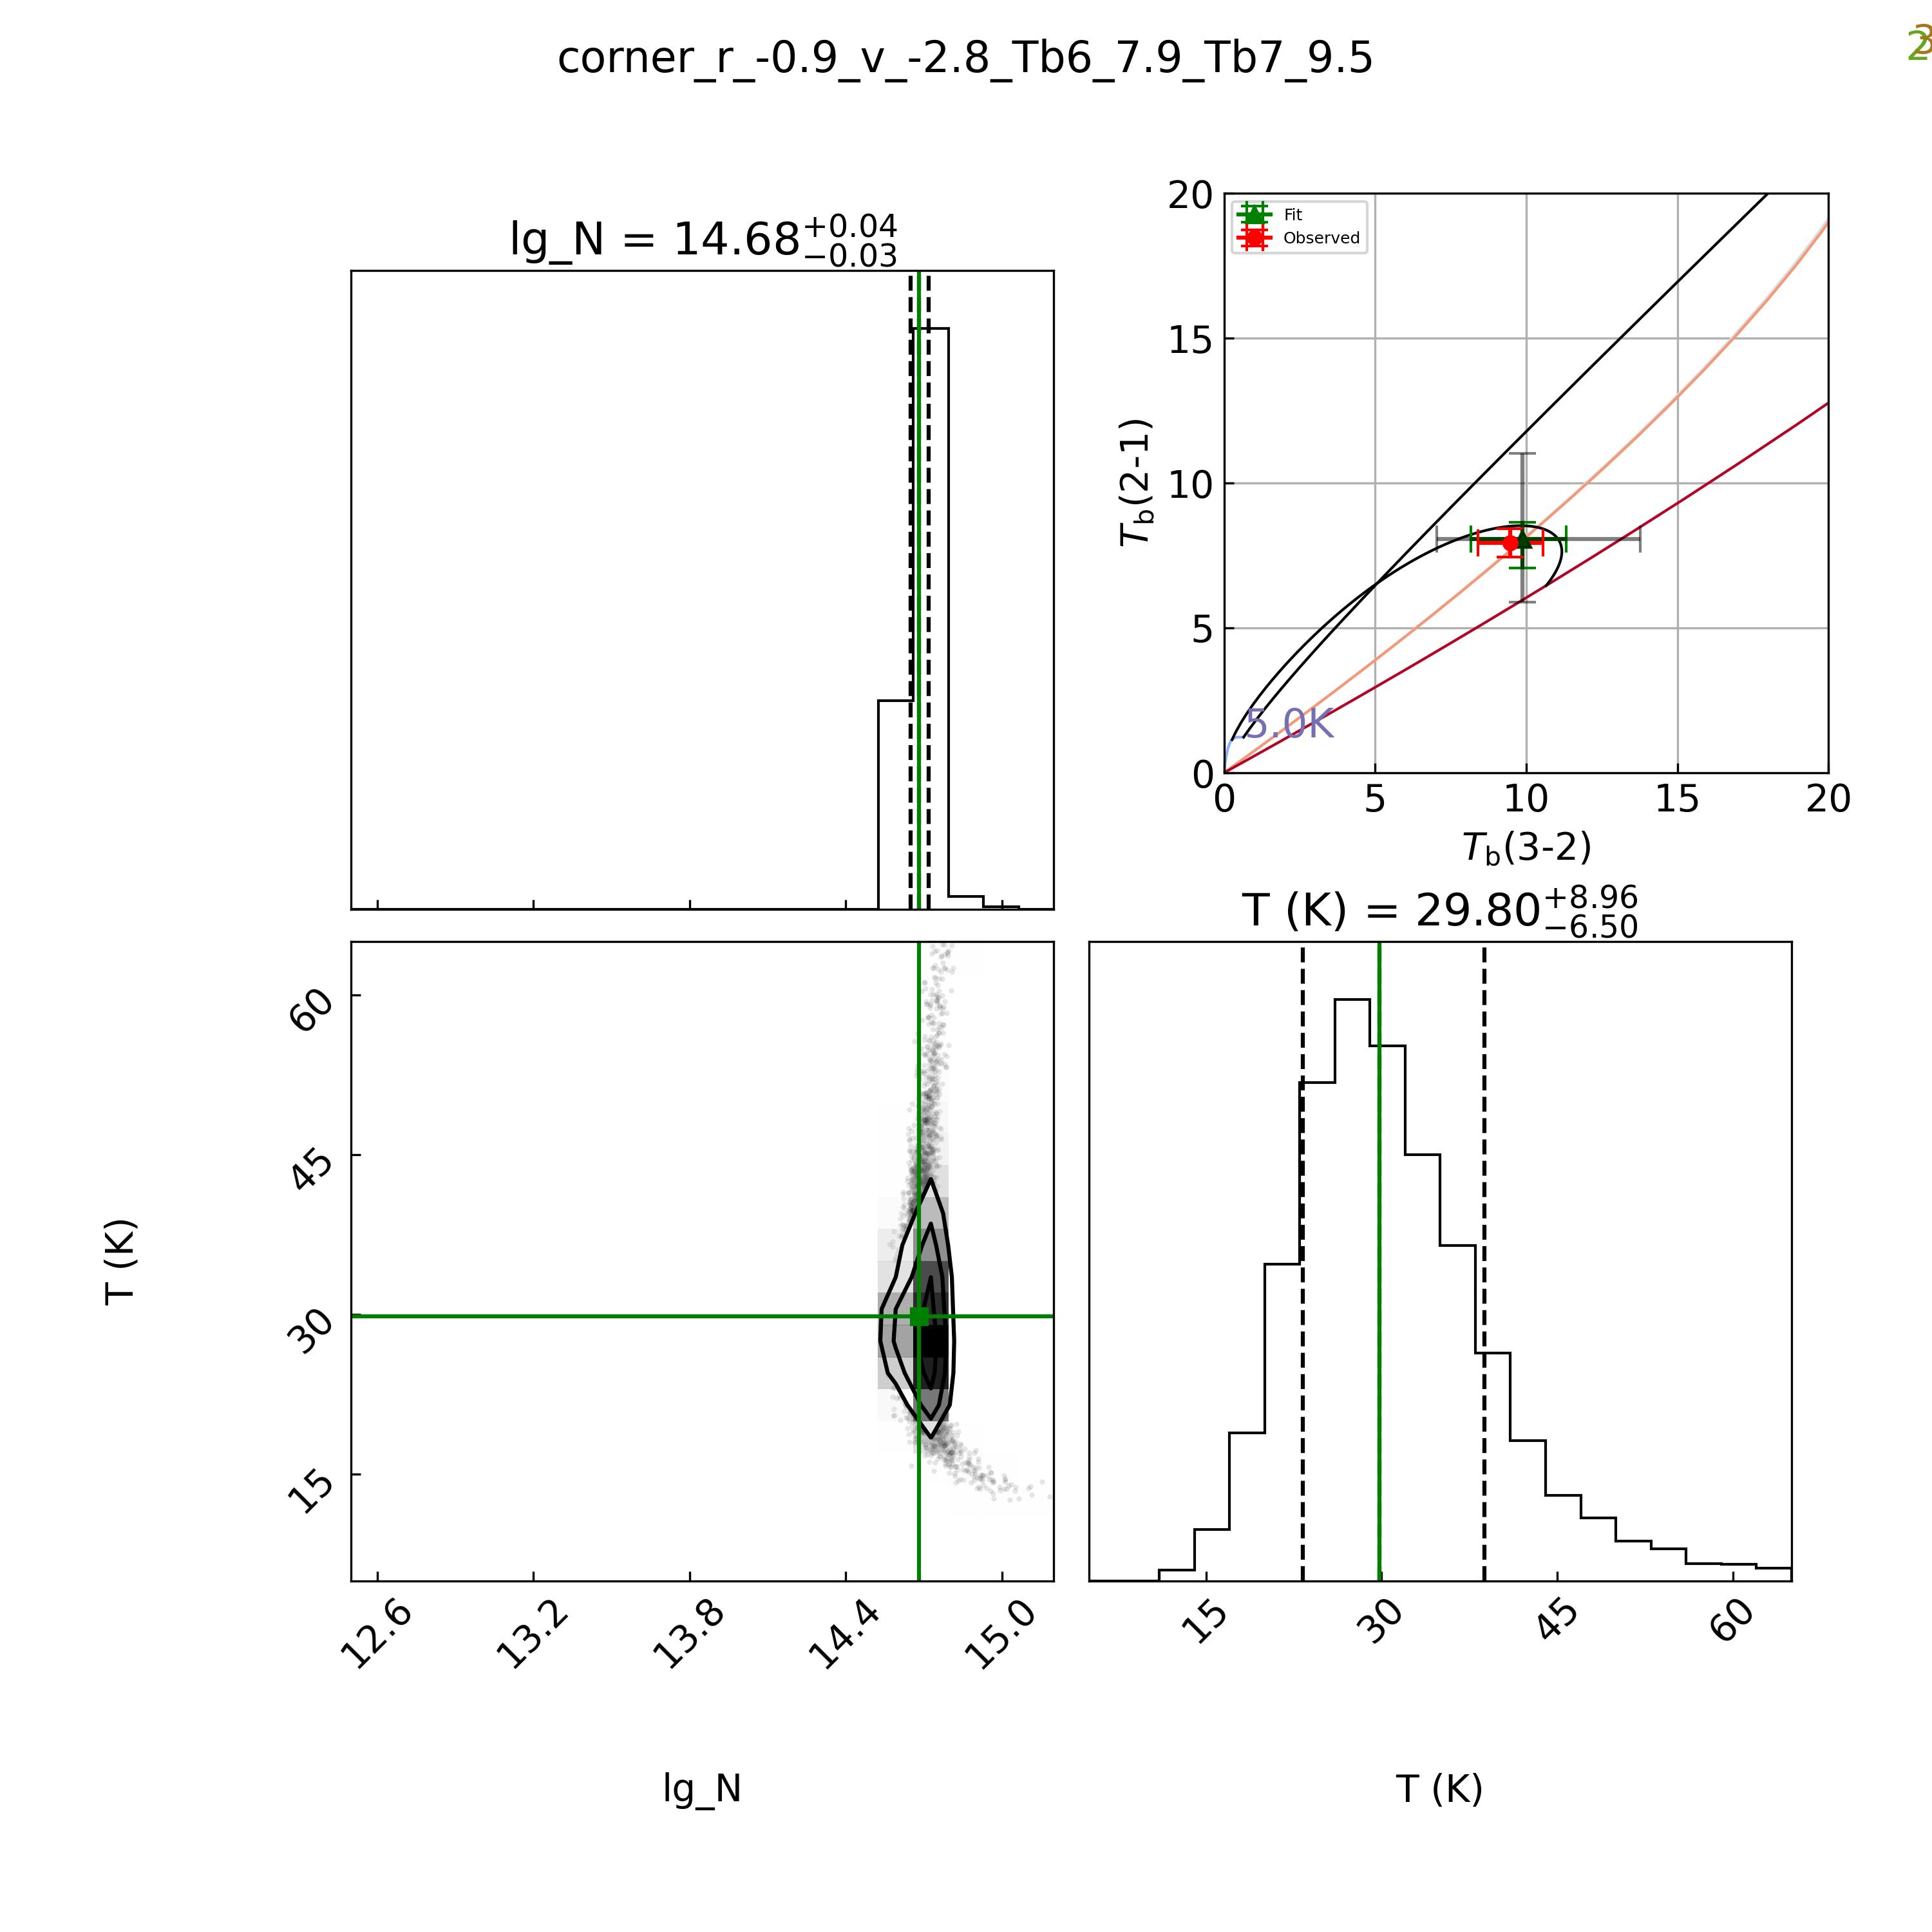 corner_r_-0.9_v_-2.8_Tb6_7.9_Tb7_9.5
lg_N = 14.68 +0.04 −0.03
20
15
10
5
0
T_b(2-1)
Fit
Observed
5.0K
0 5 10 15 20
T_b(3-2)
T (K) = 29.80 +8.96 −6.50
60
45
30
15
T (K)
12.6 13.2 13.8 14.4 15.0
lg_N
15 30 45 60
T (K)